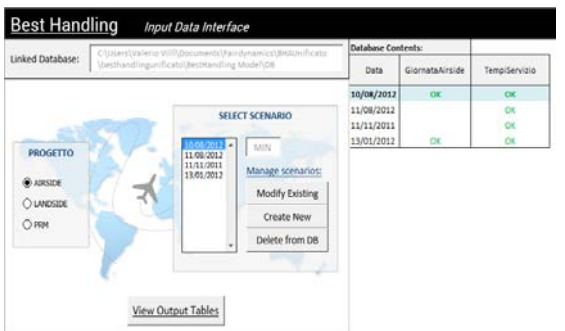 Best Handling Input Data Interface
Linked Database:
C:\Users\Valerio Villi\Documents\Fairdynamics\BHAUnificato
\besthandlingunificato\BestHandling Model\DB
Database Contents:
Data GiornataAirside TempiServizio
10/08/2012 OK OK
11/08/2012 OK
11/11/2011 OK
13/01/2012 OK OK
PROGETTO
AIRSIDE
LANDSIDE
PRM
SELECT SCENARIO
10/08/2012
11/08/2012
11/11/2011
13/01/2012
MIN
Manage scenarios:
Modify Existing
Create New
Delete from DB
View Output Tables